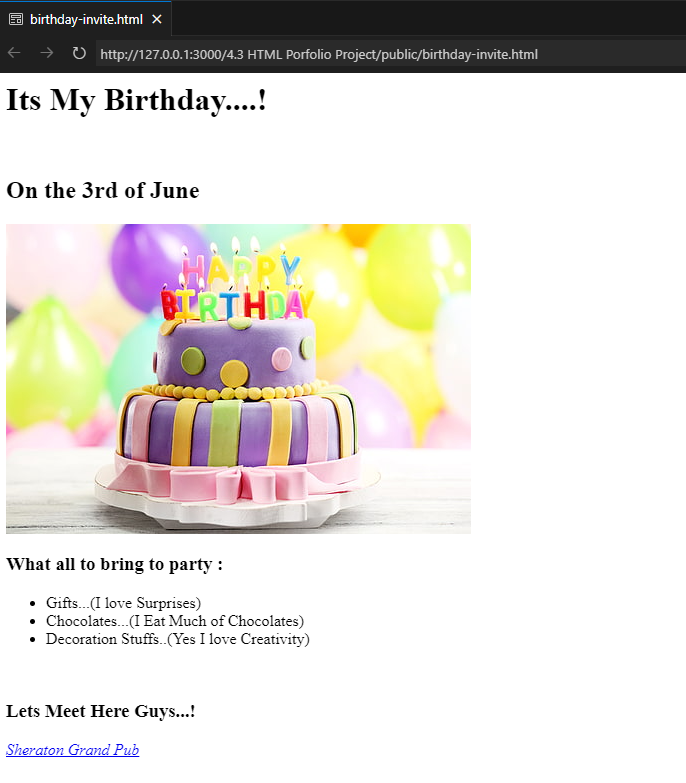 birthday-invite.html
http://127.0.0.1:3000/4.3 HTML Porfolio Project/public/birthday-invite.html
Its My Birthday....!
On the 3rd of June
HAPPY
BIRTHDAY
What all to bring to party :
Gifts...(I love Surprises)
Chocolates...(I Eat Much of Chocolates)
Decoration Stuffs..(Yes I love Creativity)
Lets Meet Here Guys...!
Sheraton Grand Pub